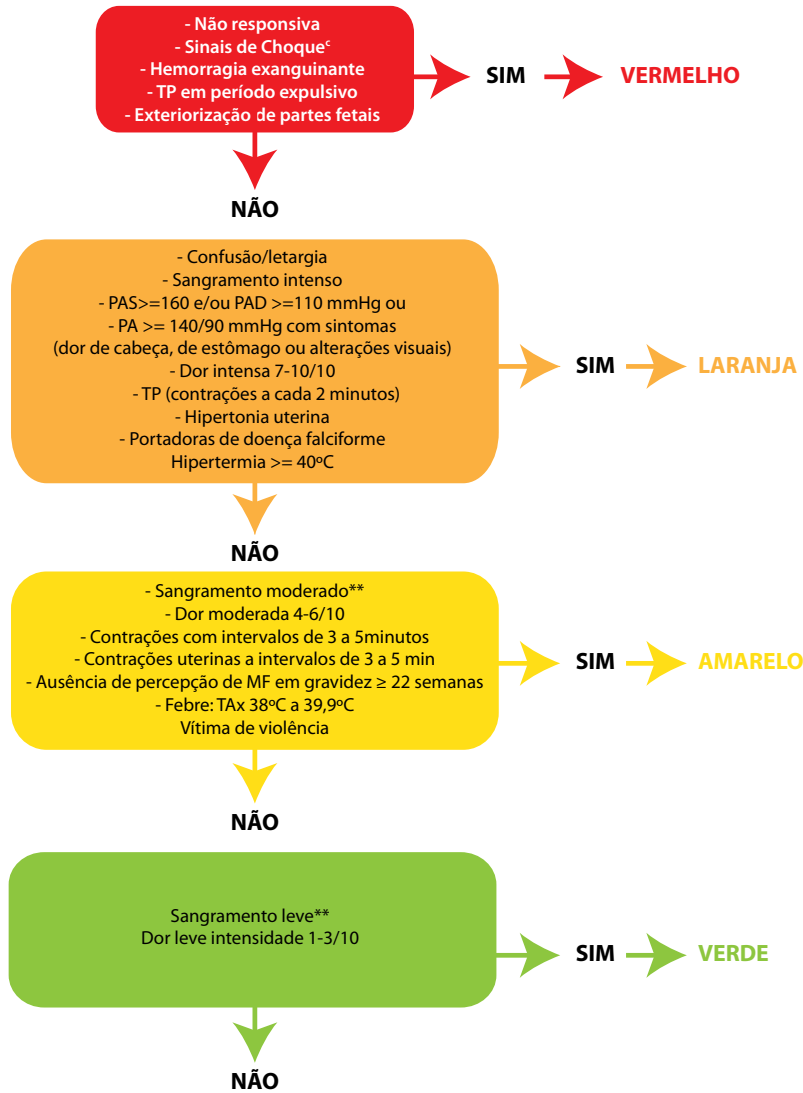 - Não responsiva
- Sinais de Choqueᶜ
- Hemorragia exanguinante
- TP em período expulsivo
- Exteriorização de partes fetais
SIM
VERMELHO
NÃO
- Confusão/letargia
- Sangramento intenso
- PAS>=160 e/ou PAD >=110 mmHg ou
- PA >= 140/90 mmHg com sintomas
(dor de cabeça, de estômago ou alterações visuais)
- Dor intensa 7-10/10
- TP (contrações a cada 2 minutos)
- Hipertonia uterina
- Portadoras de doença falciforme
Hipertermia >= 40ºC
SIM
LARANJA
NÃO
- Sangramento moderado**
- Dor moderada 4-6/10
- Contrações com intervalos de 3 a 5minutos
- Contrações uterinas a intervalos de 3 a 5 min
- Ausência de percepção de MF em gravidez ≥ 22 semanas
- Febre: TAx 38ºC a 39,9ºC
Vítima de violência
SIM
AMARELO
NÃO
Sangramento leve**
Dor leve intensidade 1-3/10
SIM
VERDE
NÃO